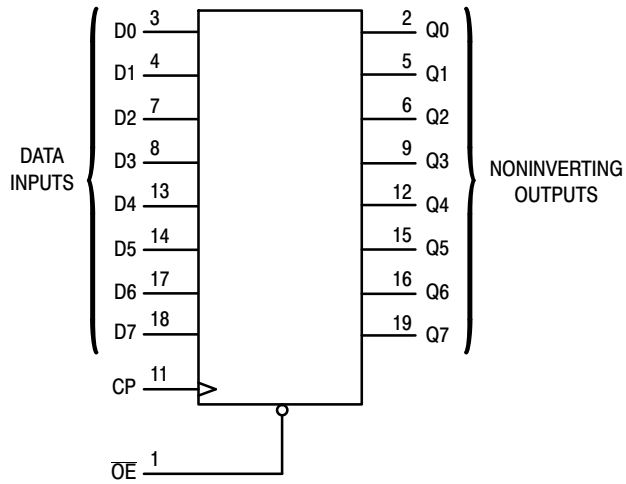 D0 3 2 Q0
D1 4 5 Q1
D2 7 6 Q2
D3 8 9 Q3
DATA
INPUTS
NONINVERTING
OUTPUTS
D4 13 12 Q4
D5 14 15 Q5
D6 17 16 Q6
D7 18 19 Q7
CP 11
O̅E̅ 1